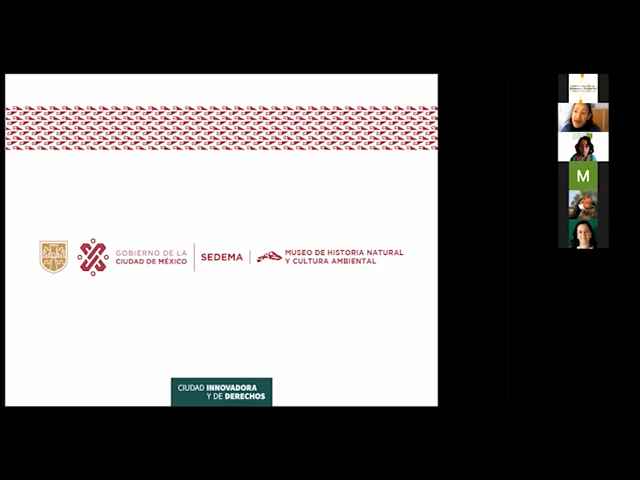 GOBIERNO DE LA
CIUDAD DE MÉXICO
SEDEMA
MUSEO DE HISTORIA NATURAL
Y CULTURA AMBIENTAL
CIUDAD INNOVADORA
Y DE DERECHOS
M